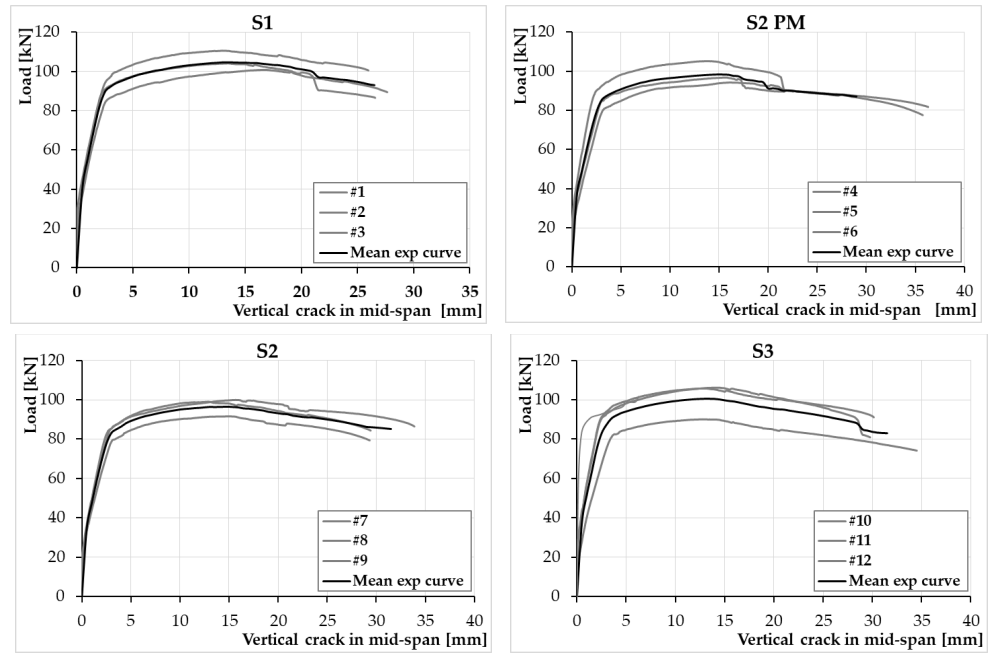 S1
Load [kN]
120
100
80
60
40
20
0
#1
#2
#3
Mean exp curve
0 5 10 15 20 25 30 35
Vertical crack in mid-span [mm]
S2 PM
Load [kN]
120
100
80
60
40
20
0
#4
#5
#6
Mean exp curve
0 5 10 15 20 25 30 35 40
Vertical crack in mid-span [mm]
S2
Load [kN]
120
100
80
60
40
20
0
#7
#8
#9
Mean exp curve
0 5 10 15 20 25 30 35 40
Vertical crack in mid-span [mm]
S3
Load [kN]
120
100
80
60
40
20
0
#10
#11
#12
Mean exp curve
0 5 10 15 20 25 30 35 40
Vertical crack in mid-span [mm]